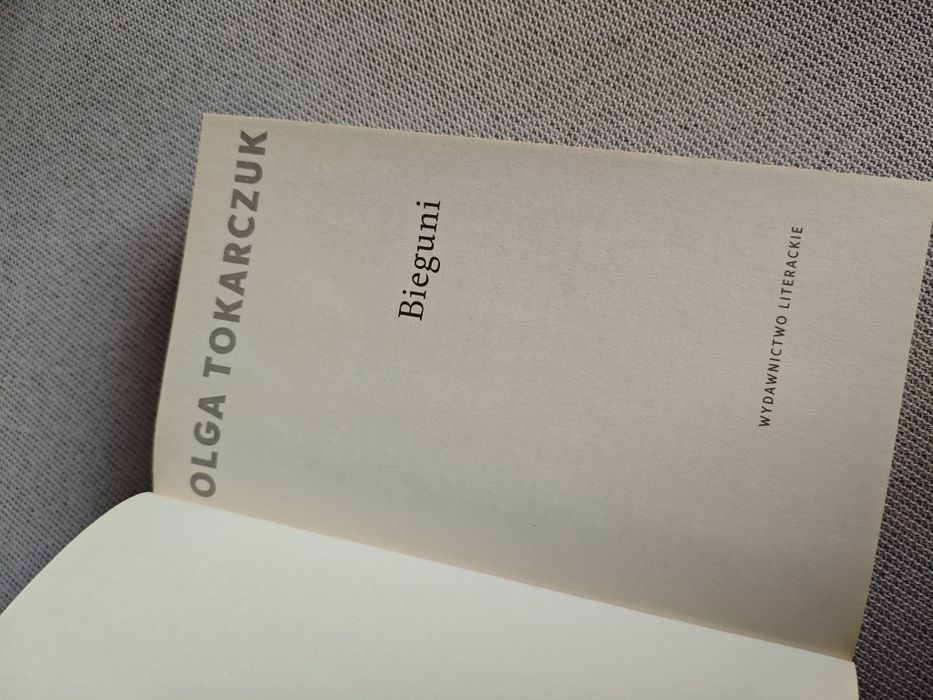 OLGA TOKARCZUK
Bieguni
WYDAWNICTWO LITERACKIE